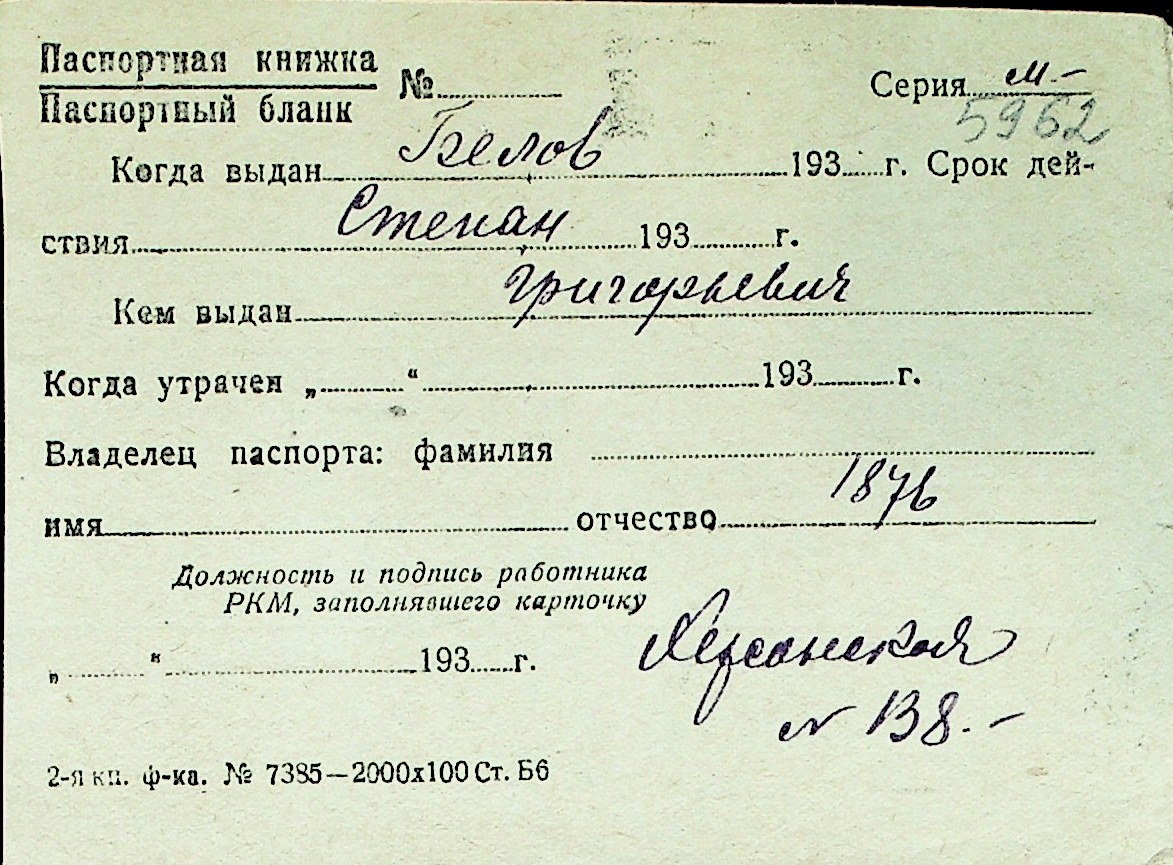 Паспортная книжка
Паспортный бланк
№ Серия М-
5962
Когда выдан Белов 193 г. Срок дей-
ствия Степан 193 г.
Кем выдан Григорьевич
Когда утрачен „ “ 193 г.
Владелец паспорта: фамилия
имя отчество 1876
Должность и подпись работника
РКМ, заполнявшего карточку
„ “ 193 г. Херсонская
N 138.-
2-я кн. ф-ка. № 7385—2000х100 Ст. Б6